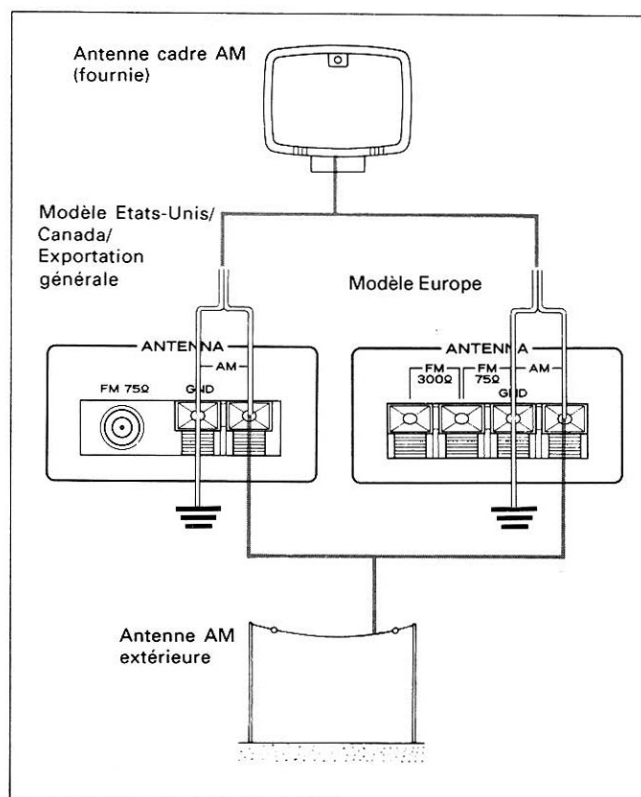 Antenne cadre AM
(fournie)
Modèle Etats-Unis/
Canada/
Exportation
générale
Modèle Europe
ANTENNA
AM
FM 75Ω
GND
ANTENNA
FM
300Ω
FM
75Ω
AM
GND
Antenne AM
extérieure